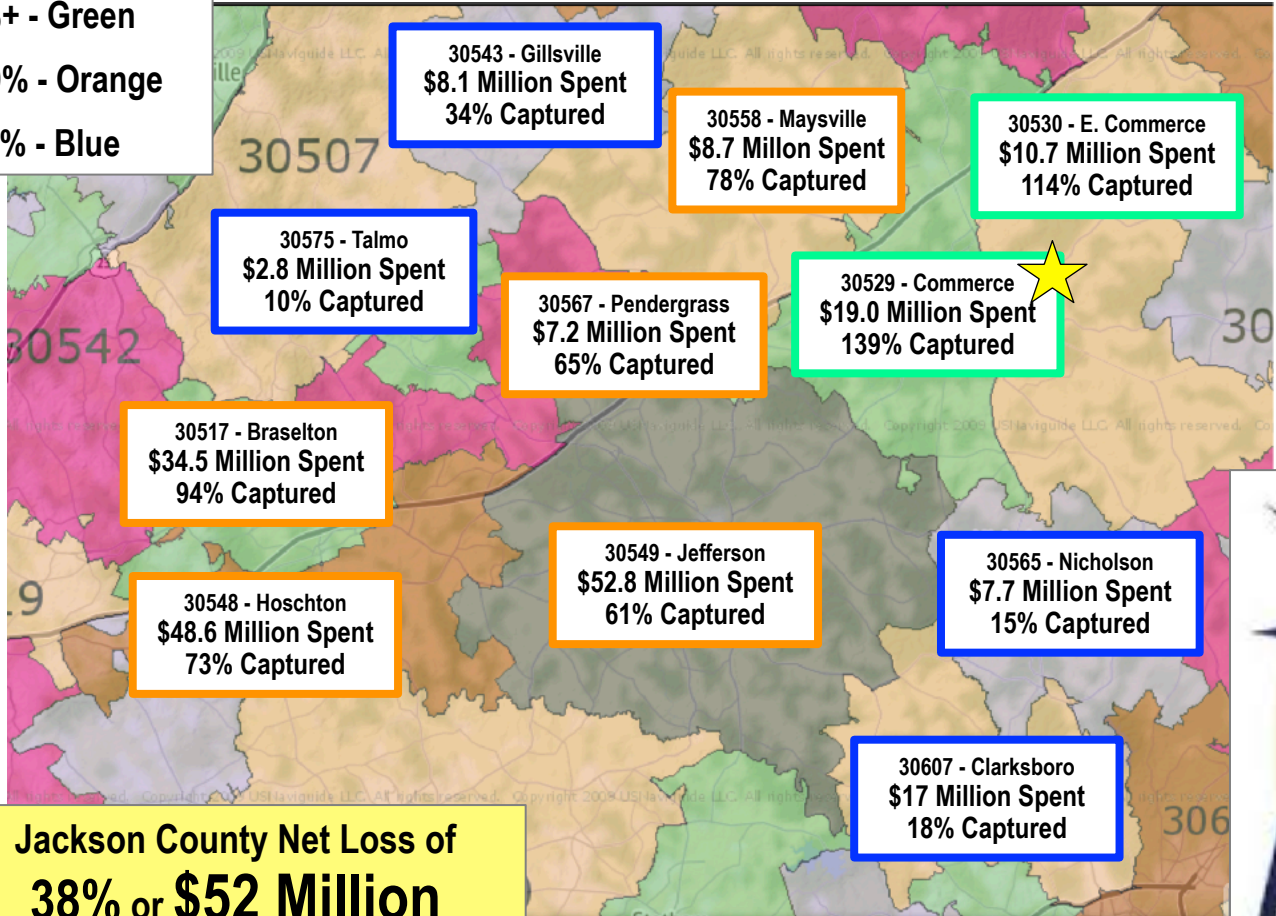 + - Green
% - Orange
% - Blue
30543 - Gillsville
$8.1 Million Spent
34% Captured
30558 - Maysville
$8.7 Millon Spent
78% Captured
30530 - E. Commerce
$10.7 Million Spent
114% Captured
30507
30575 - Talmo
$2.8 Million Spent
10% Captured
30567 - Pendergrass
$7.2 Million Spent
65% Captured
30529 - Commerce
$19.0 Million Spent
139% Captured
30
30542
30517 - Braselton
$34.5 Million Spent
94% Captured
30549 - Jefferson
$52.8 Million Spent
61% Captured
30565 - Nicholson
$7.7 Million Spent
15% Captured
9
30548 - Hoschton
$48.6 Million Spent
73% Captured
30607 - Clarksboro
$17 Million Spent
18% Captured
306
Jackson County Net Loss of
38% or $52 Million